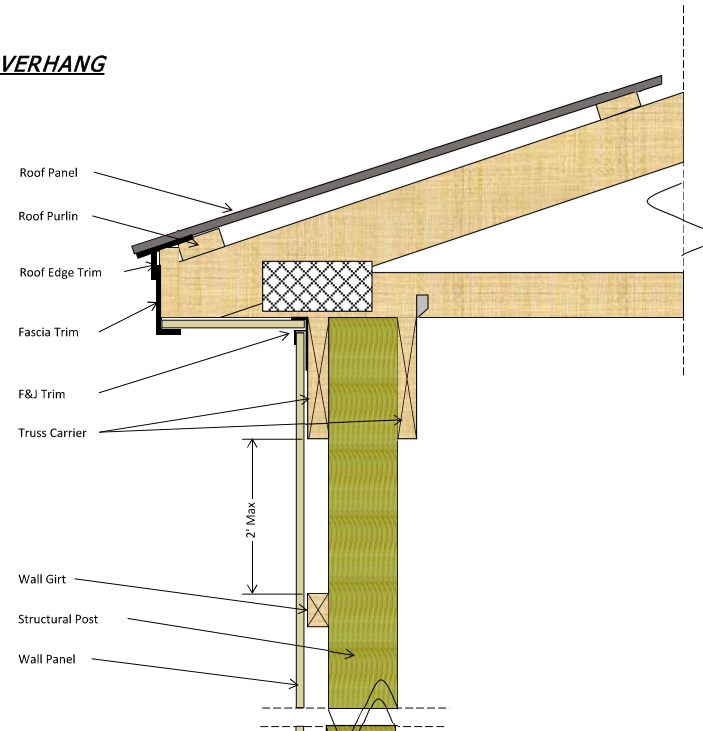 VERHANG
Roof Panel
Roof Purlin
Roof Edge Trim
Fascia Trim
F&J Trim
Truss Carrier
2' Max
Wall Girt
Structural Post
Wall Panel